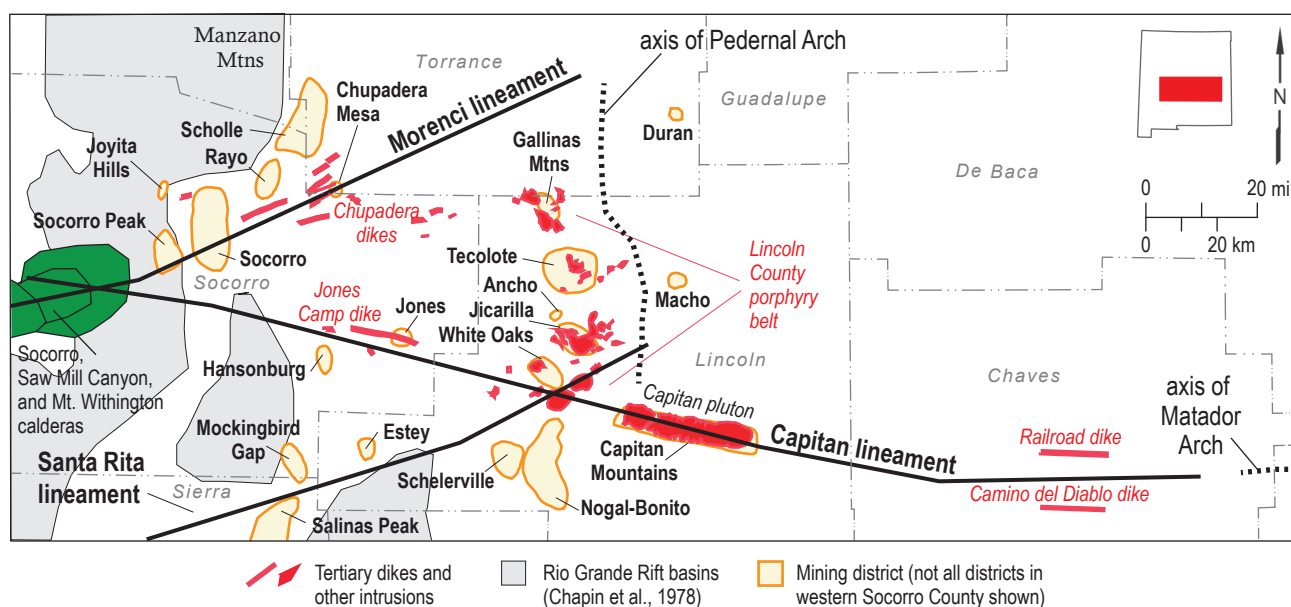 Manzano
Mtns
Torrance
axis of Pedernal Arch
Guadalupe
N
Chupadera
Mesa
Morenci lineament
Scholle
Rayo
Joyita
Hills
Duran
Gallinas
Mtns
De Baca
0 20 mi
0 20 km
Socorro Peak
Chupadera
dikes
Socorro
Socorro
Tecolote
Lincoln
County
porphyry
belt
Macho
Ancho
Jicarilla
White Oaks
Jones
Camp dike
Jones
Socorro,
Saw Mill Canyon,
and Mt. Withington
calderas
Hansonburg
Lincoln
Chaves
Capitan pluton
axis of
Matador
Arch
Mockingbird
Gap
Estey
Capitan lineament
Railroad dike
Capitan
Mountains
Santa Rita
lineament
Sierra
Schelerville
Camino del Diablo dike
Nogal-Bonito
Salinas Peak
Tertiary dikes and
other intrusions
Rio Grande Rift basins
(Chapin et al., 1978)
Mining district (not all districts in
western Socorro County shown)